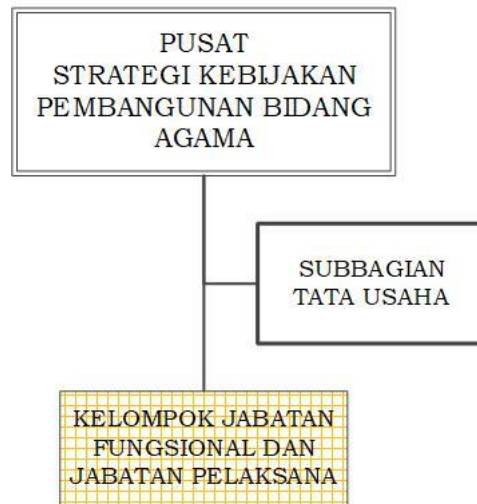 PUSAT
STRATEGI KEBIJAKAN
PEMBANGUNAN BIDANG
AGAMA
SUBBAGIAN
TATA USAHA
KELOMPOK JABATAN
FUNGSIONAL DAN
JABATAN PELAKSANA